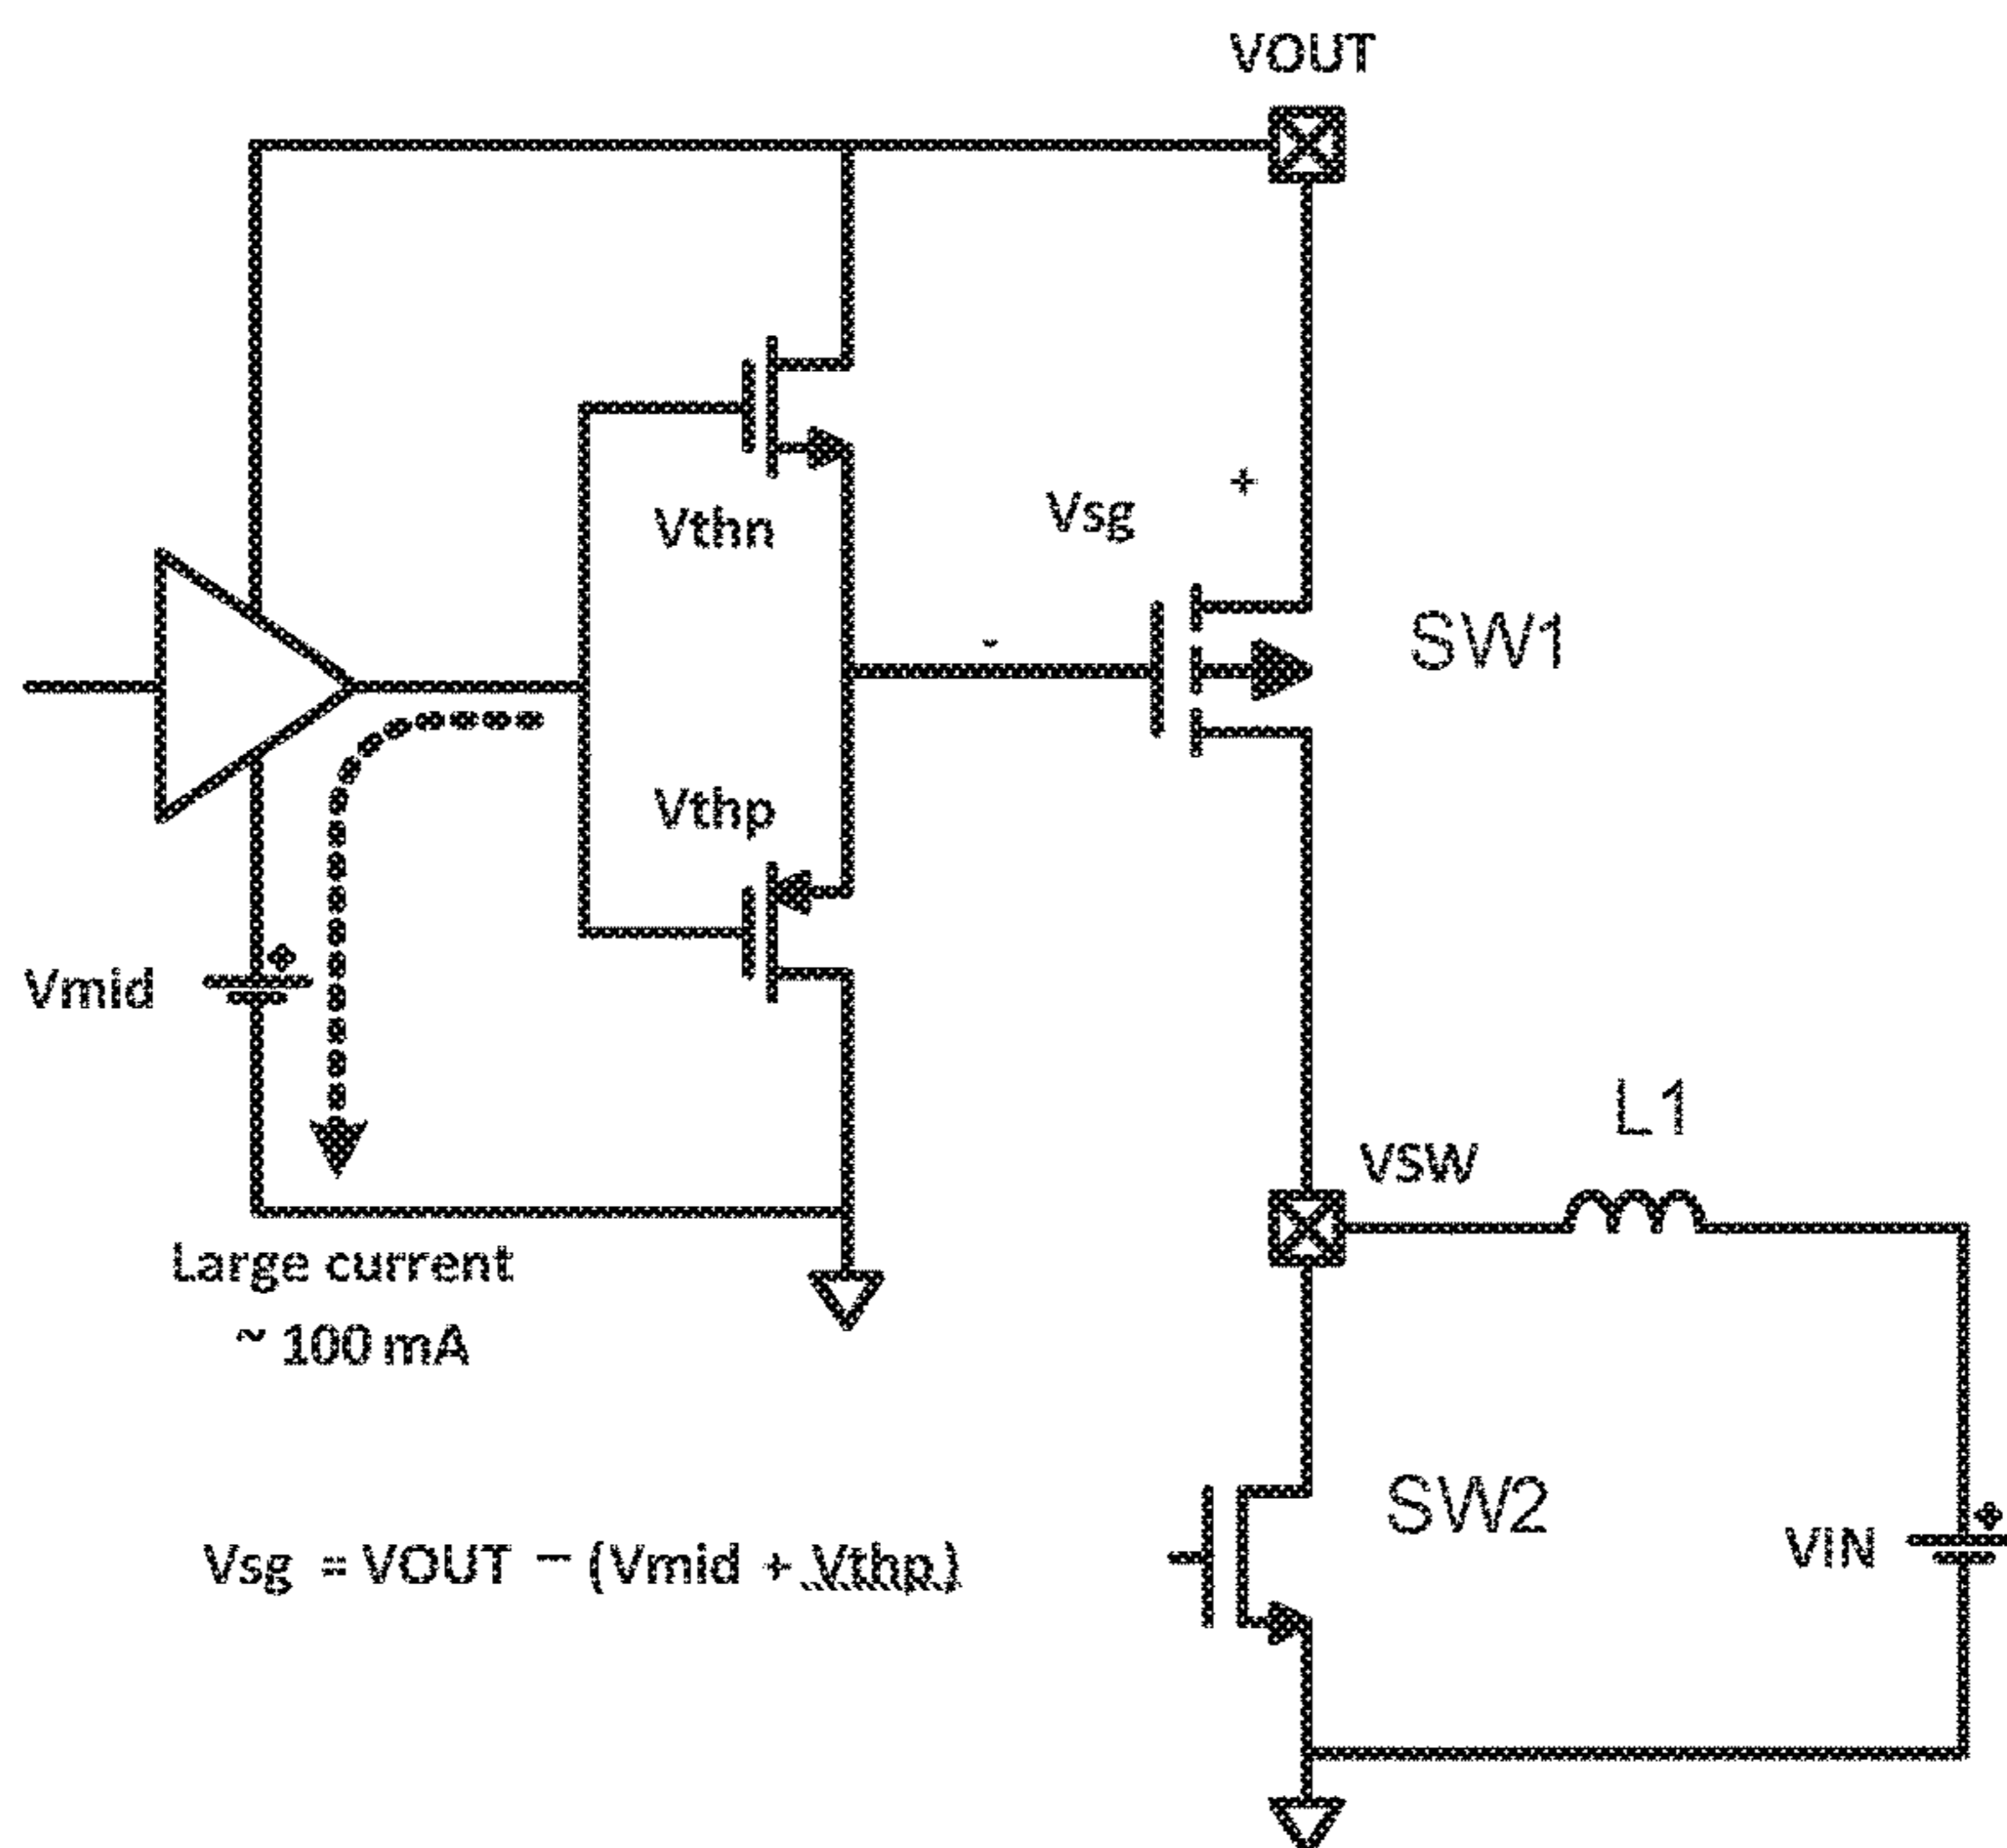 VOUT
Vthn
Vsg
+
-
SW1
Vthp
Vmid
L1
VSW
Large current
~ 100 mA
SW2
VIN
Vsg = VOUT − (Vmid + Vthp)